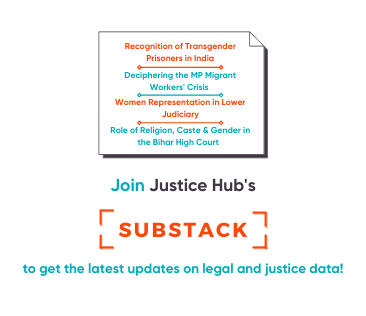 Recognition of Transgender
Prisoners in India
Deciphering the MP Migrant
Workers' Crisis
Women Representation in Lower
Judiciary
Role of Religion, Caste & Gender in
the Bihar High Court
Join Justice Hub's
SUBSTACK
to get the latest updates on legal and justice data!